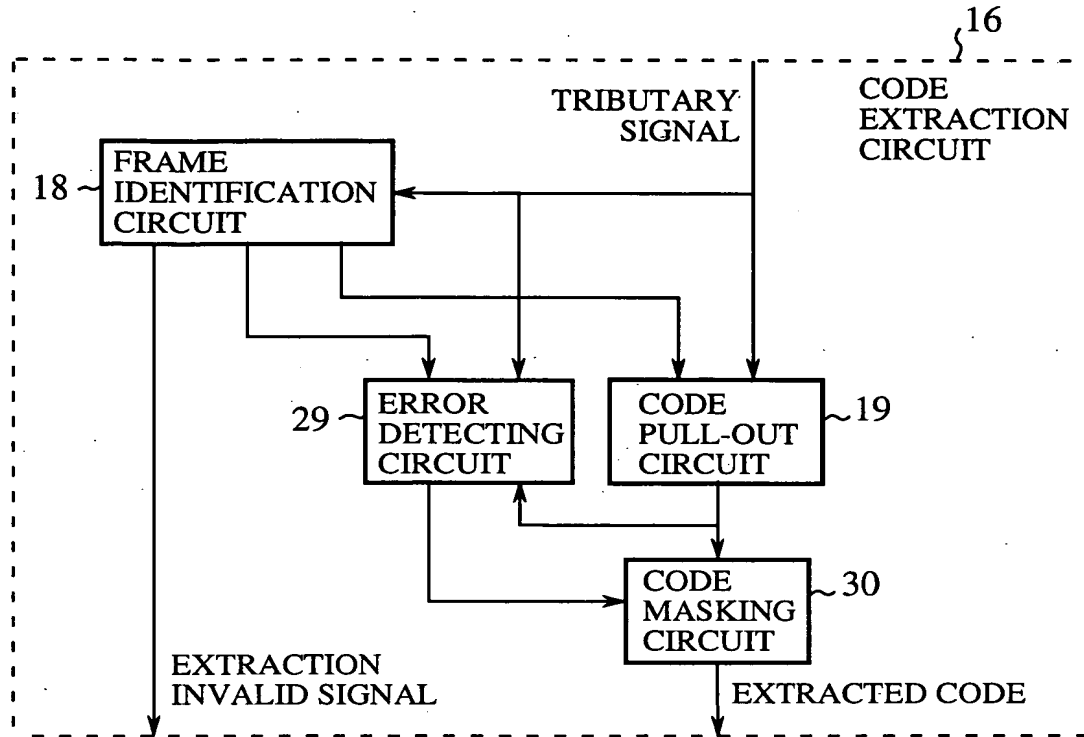 16
CODE
EXTRACTION
CIRCUIT
TRIBUTARY
SIGNAL
18
FRAME
IDENTIFICATION
CIRCUIT
29
ERROR
DETECTING
CIRCUIT
CODE
PULL-OUT
CIRCUIT
19
CODE
MASKING
CIRCUIT
30
EXTRACTION
INVALID SIGNAL
EXTRACTED CODE